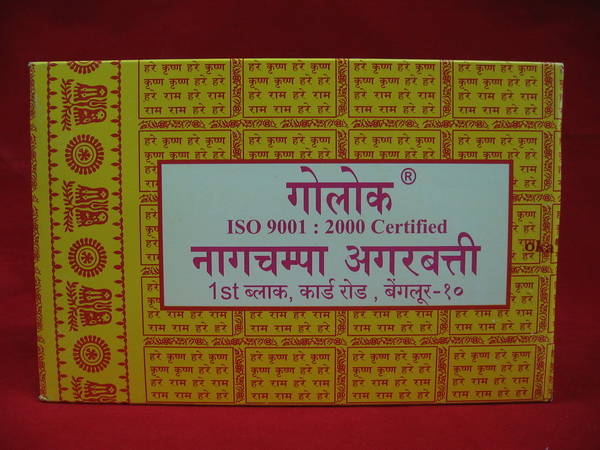 गोलोक ®
ISO 9001 : 2000 Certified
नागचम्पा अगरबत्ती
1st ब्लाक, कार्ड रोड , बेंगलूर-१०
हरे कृष्ण हरे कृष्ण
कृष्ण कृष्ण हरे हरे
हरे राम हरे राम
राम राम हरे हरे